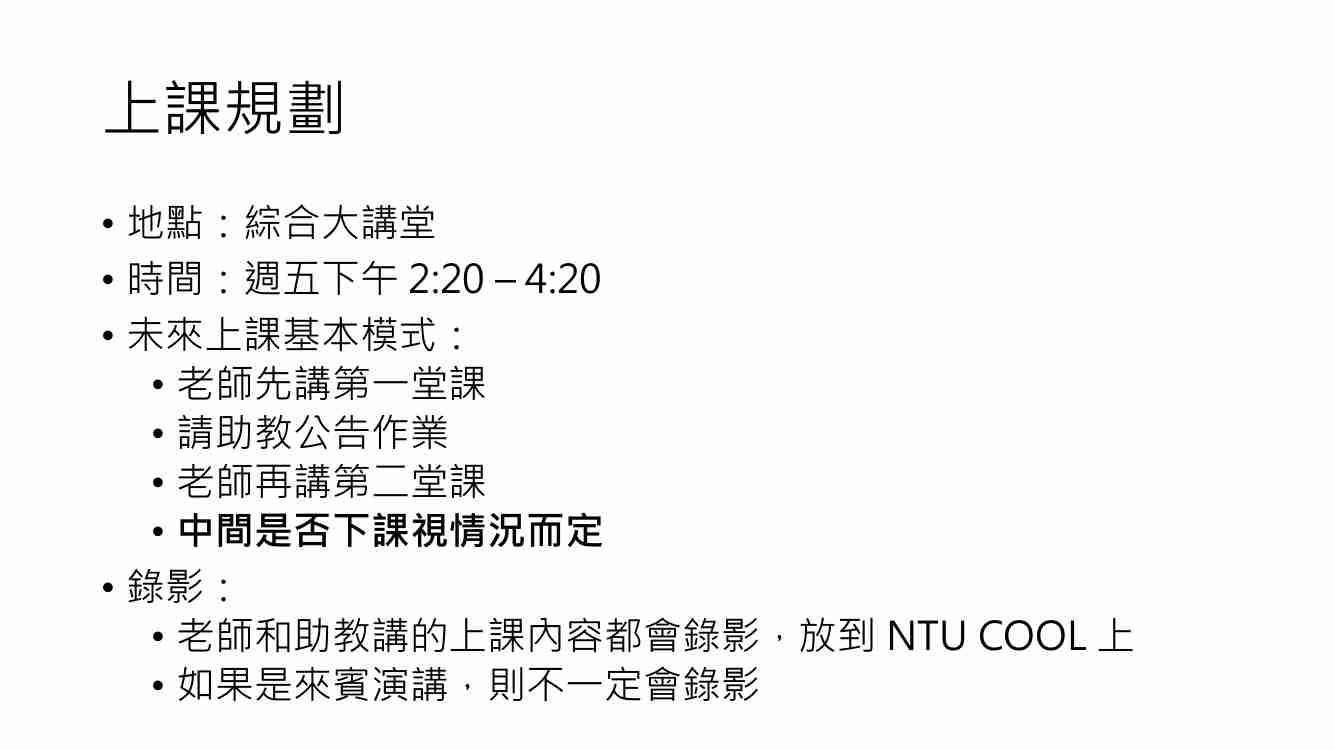 上課規劃
• 地點：綜合大講堂
• 時間：週五下午 2:20 – 4:20
• 未來上課基本模式：
• 老師先講第一堂課
• 請助教公告作業
• 老師再講第二堂課
• 中間是否下課視情況而定
• 錄影：
• 老師和助教講的上課內容都會錄影，放到 NTU COOL 上
• 如果是來賓演講，則不一定會錄影